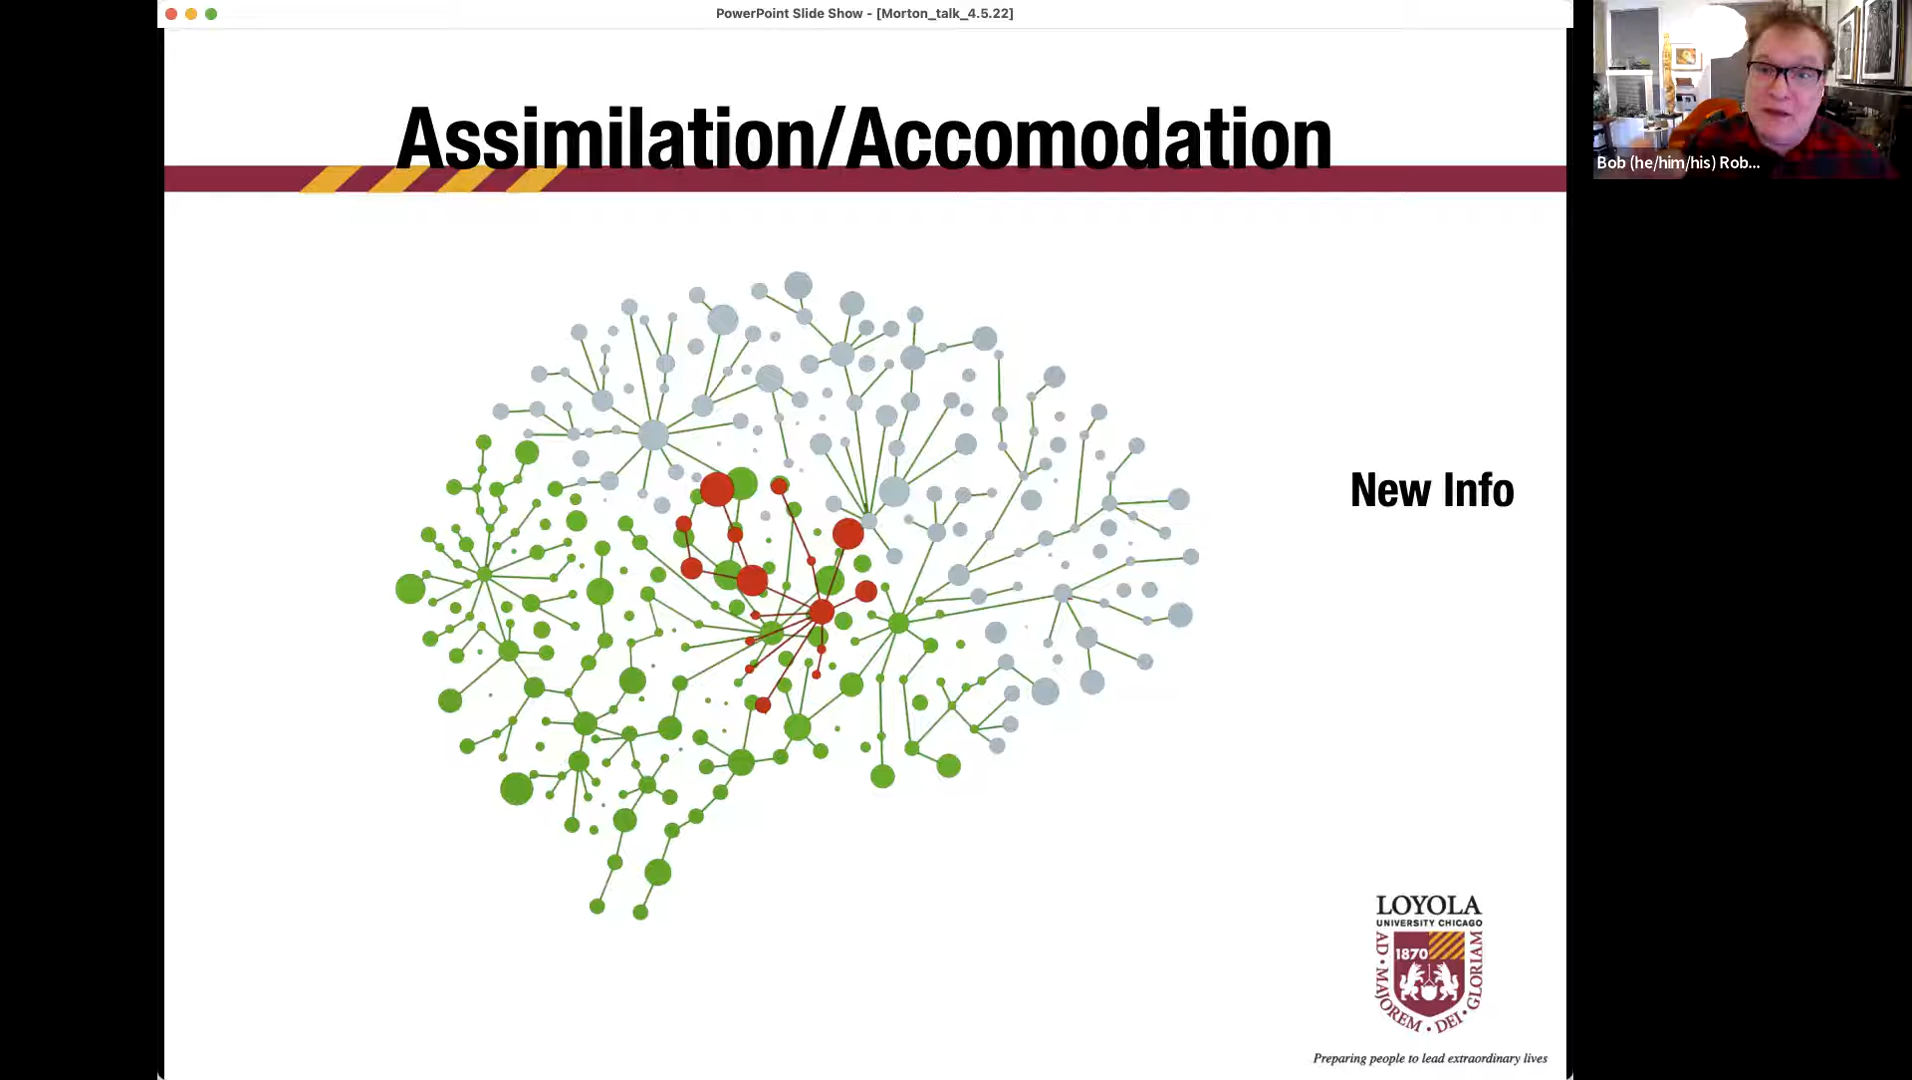 PowerPoint Slide Show - [Morton_talk_4.5.22]
Assimilation/Accomodation
Bob (he/him/his) Rob...
New Info
LOYOLA
UNIVERSITY CHICAGO
1870
AD • MAJOREM • DEI • GLORIAM
Preparing people to lead extraordinary lives